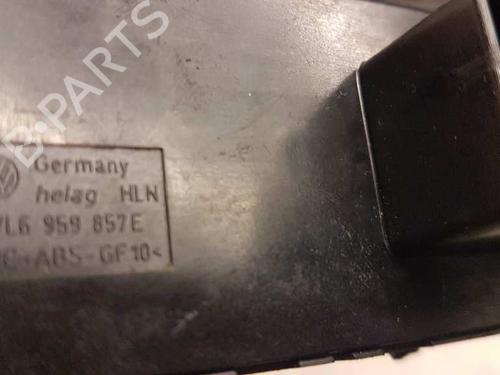 B-PARTS
Germany
helag HLN
7L6 959 857E
PC+ABS-GF10<